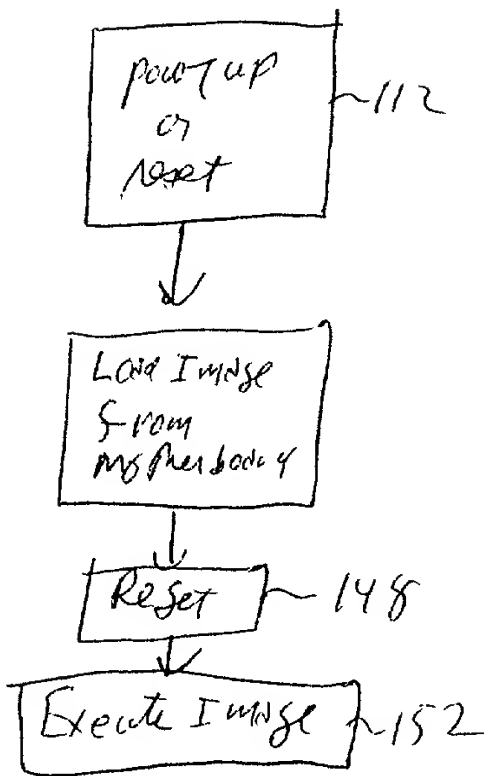 power up
or
reset
112
Load Image
from
motherboard
Reset
148
Execute Image
152